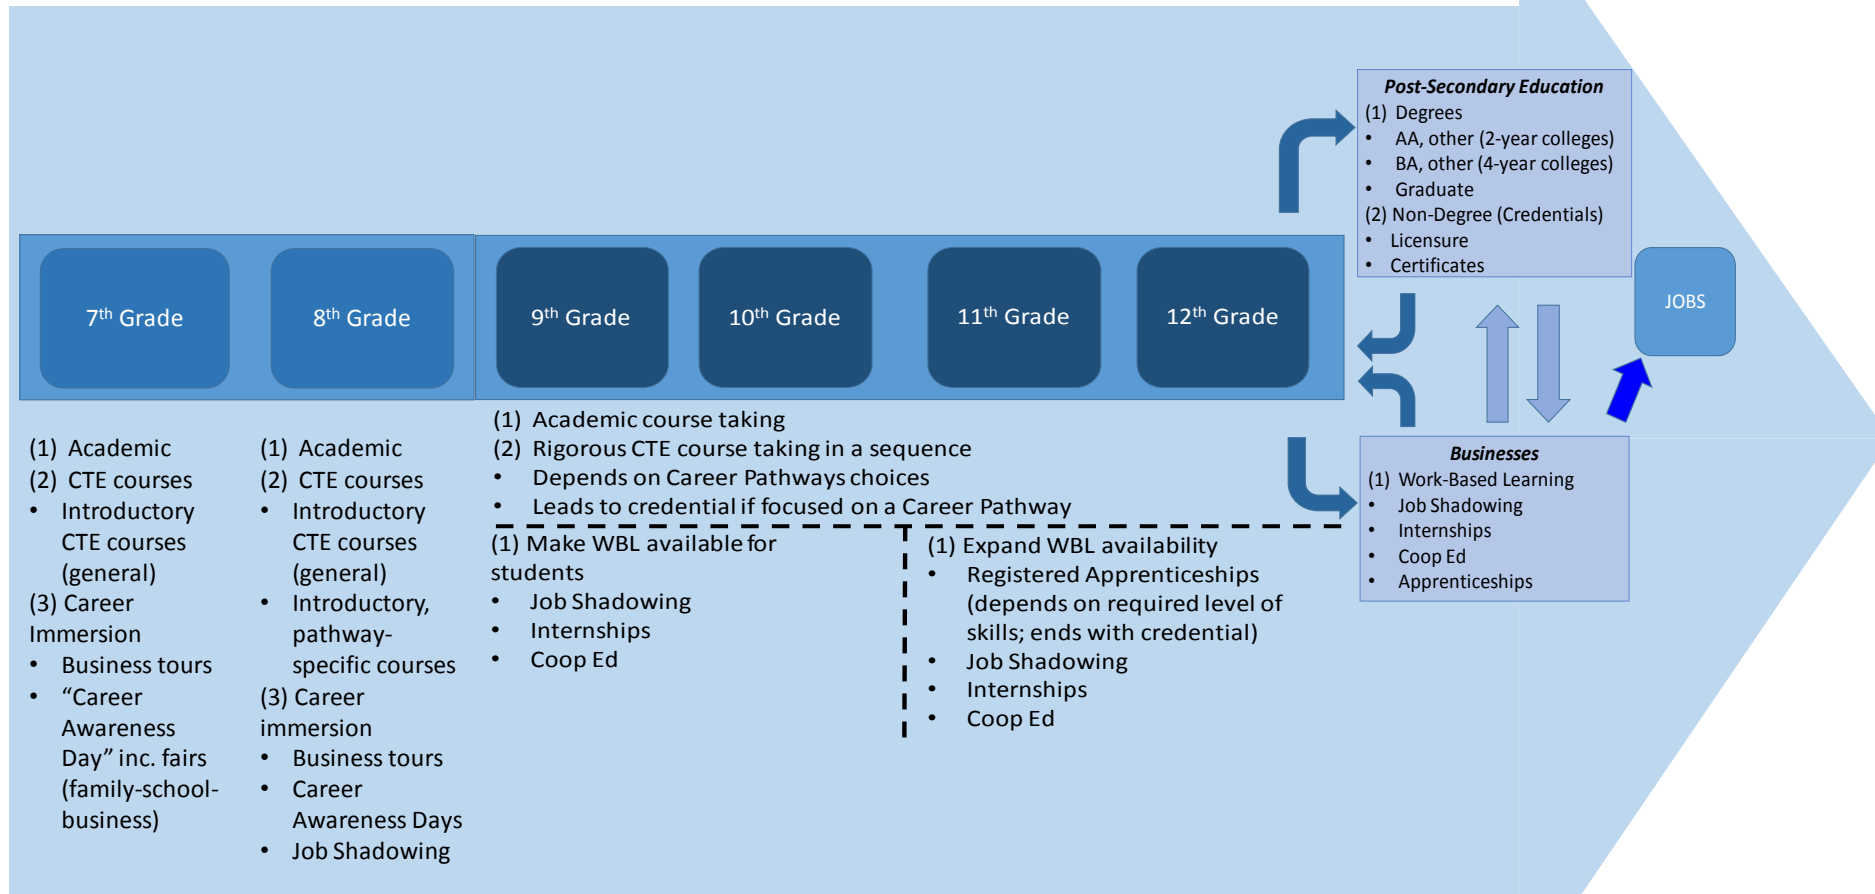 Post-Secondary Education
(1) Degrees
• AA, other (2-year colleges)
• BA, other (4-year colleges)
• Graduate
(2) Non-Degree (Credentials)
• Licensure
• Certificates
7th Grade
8th Grade
9th Grade
10th Grade
11th Grade
12th Grade
JOBS
(1) Academic
(2) CTE courses
• Introductory
CTE courses
(general)
(3) Career
Immersion
• Business tours
• “Career
Awareness
Day” inc. fairs
(family-school-
business)
(1) Academic
(2) CTE courses
• Introductory
CTE courses
(general)
• Introductory,
pathway-
specific courses
(3) Career
immersion
• Business tours
• Career
Awareness Days
• Job Shadowing
(1) Academic course taking
(2) Rigorous CTE course taking in a sequence
• Depends on Career Pathways choices
• Leads to credential if focused on a Career Pathway
(1) Make WBL available for
students
• Job Shadowing
• Internships
• Coop Ed
(1) Expand WBL availability
• Registered Apprenticeships
(depends on required level of
skills; ends with credential)
• Job Shadowing
• Internships
• Coop Ed
Businesses
(1) Work-Based Learning
• Job Shadowing
• Internships
• Coop Ed
• Apprenticeships